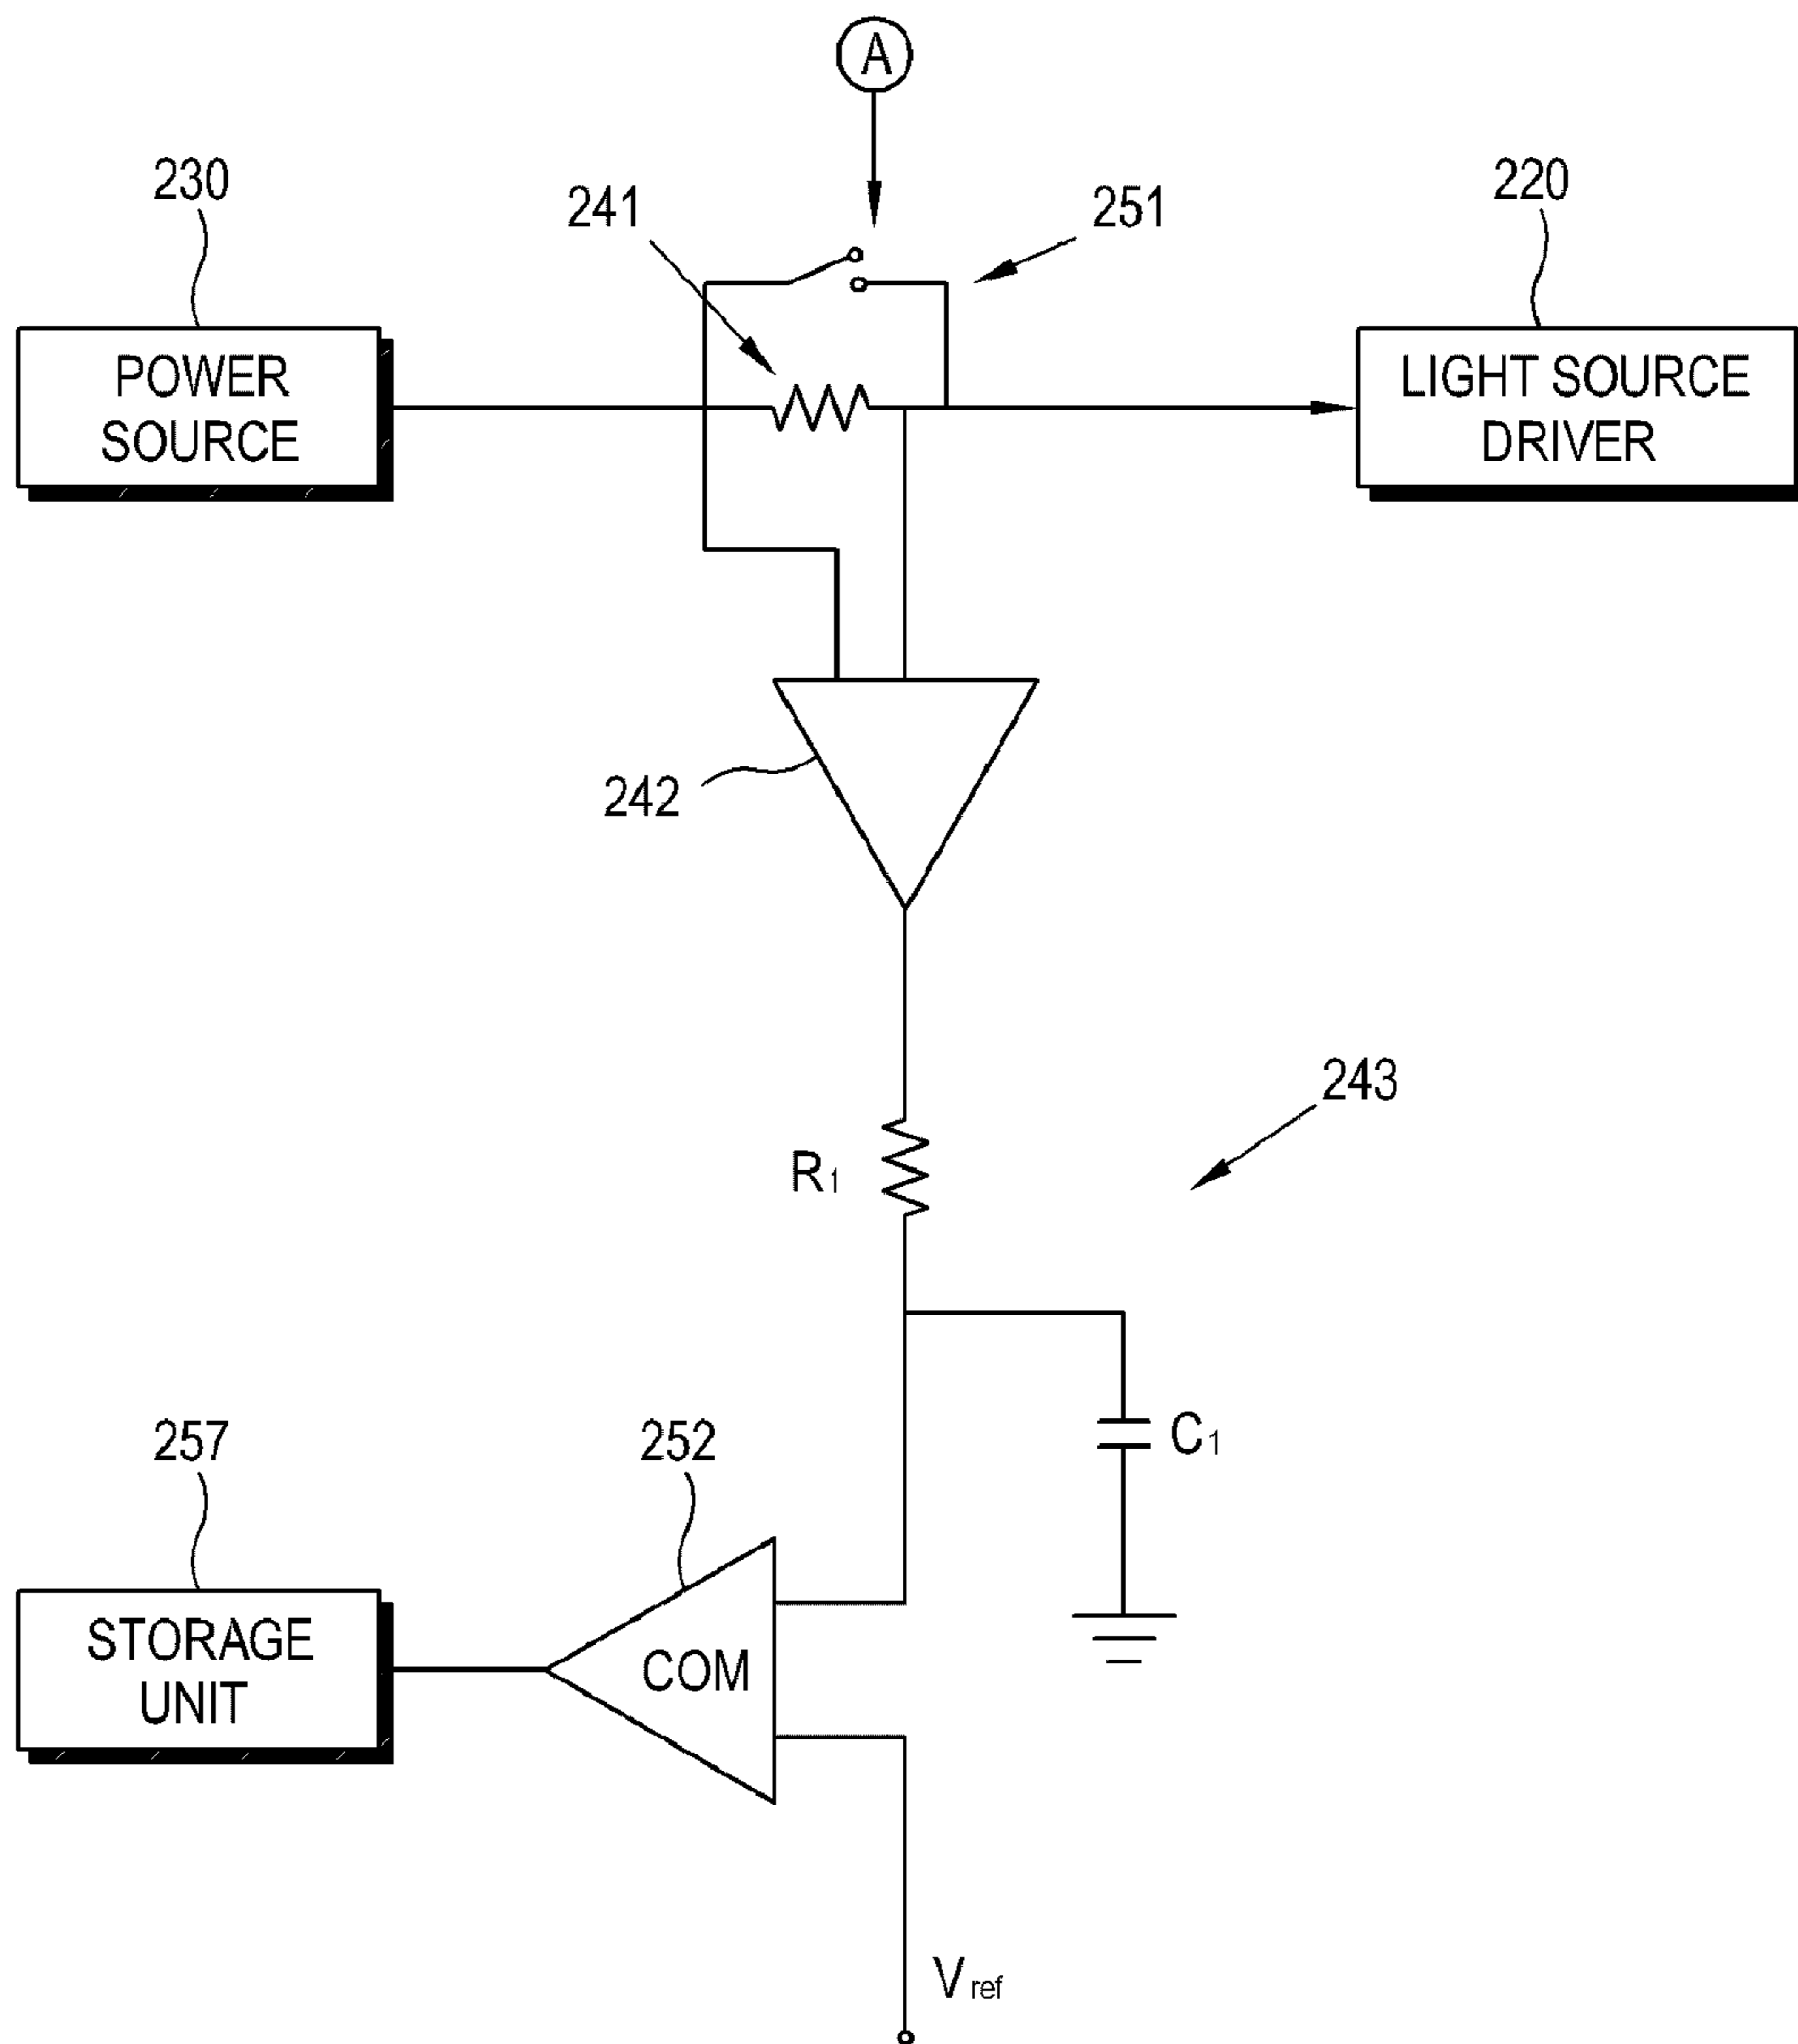 A
230
241
251
220
POWER
SOURCE
LIGHT SOURCE
DRIVER
242
243
R1
C1
257
252
STORAGE
UNIT
COM
Vref